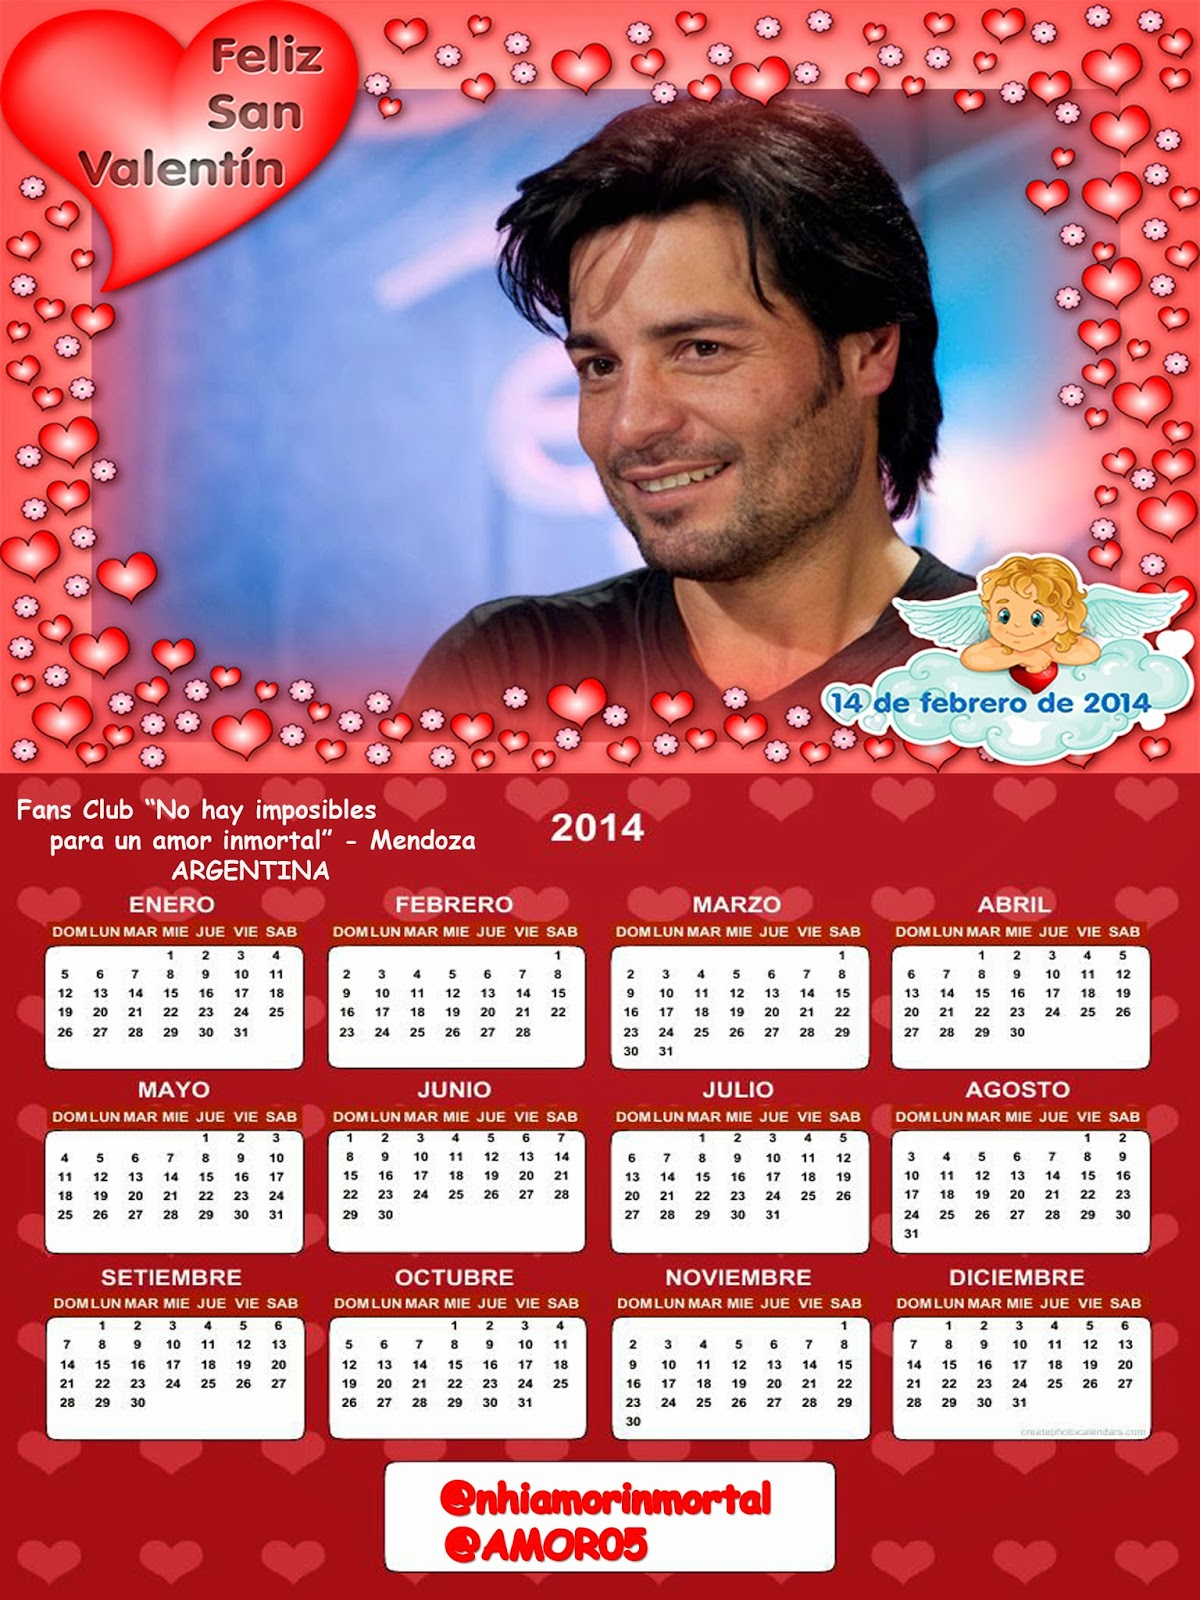 Feliz
San
Valentín
14 de febrero de 2014
Fans Club “No hay imposibles
para un amor inmortal” - Mendoza
ARGENTINA
2014
ENERO FEBRERO MARZO ABRIL
DOM LUN MAR MIE JUE VIE SAB DOM LUN MAR MIE JUE VIE SAB DOM LUN MAR MIE JUE VIE SAB DOM LUN MAR MIE JUE VIE SAB
1 2 3 4 1 1 1 2 3 4 5
5 6 7 8 9 10 11 2 3 4 5 6 7 8 2 3 4 5 6 7 8 6 7 8 9 10 11 12
12 13 14 15 16 17 18 9 10 11 12 13 14 15 9 10 11 12 13 14 15 13 14 15 16 17 18 19
19 20 21 22 23 24 25 16 17 18 19 20 21 22 16 17 18 19 20 21 22 20 21 22 23 24 25 26
26 27 28 29 30 31 23 24 25 26 27 28 23 24 25 26 27 28 29 27 28 29 30
30 31
MAYO JUNIO JULIO AGOSTO
DOM LUN MAR MIE JUE VIE SAB DOM LUN MAR MIE JUE VIE SAB DOM LUN MAR MIE JUE VIE SAB DOM LUN MAR MIE JUE VIE SAB
1 2 3 1 2 3 4 5 6 7 1 2 3 4 5 1 2
4 5 6 7 8 9 10 8 9 10 11 12 13 14 6 7 8 9 10 11 12 3 4 5 6 7 8 9
11 12 13 14 15 16 17 15 16 17 18 19 20 21 13 14 15 16 17 18 19 10 11 12 13 14 15 16
18 19 20 21 22 23 24 22 23 24 25 26 27 28 20 21 22 23 24 25 26 17 18 19 20 21 22 23
25 26 27 28 29 30 31 29 30 27 28 29 30 31 24 25 26 27 28 29 30
31
SETIEMBRE OCTUBRE NOVIEMBRE DICIEMBRE
DOM LUN MAR MIE JUE VIE SAB DOM LUN MAR MIE JUE VIE SAB DOM LUN MAR MIE JUE VIE SAB DOM LUN MAR MIE JUE VIE SAB
1 2 3 4 5 6 1 2 3 4 1 1 2 3 4 5 6
7 8 9 10 11 12 13 5 6 7 8 9 10 11 2 3 4 5 6 7 8 7 8 9 10 11 12 13
14 15 16 17 18 19 20 12 13 14 15 16 17 18 9 10 11 12 13 14 15 14 15 16 17 18 19 20
21 22 23 24 25 26 27 19 20 21 22 23 24 25 16 17 18 19 20 21 22 21 22 23 24 25 26 27
28 29 30 26 27 28 29 30 31 23 24 25 26 27 28 29 28 29 30 31
30
createphotocalendars.com
@nhiamorinmortal
@AMOR05